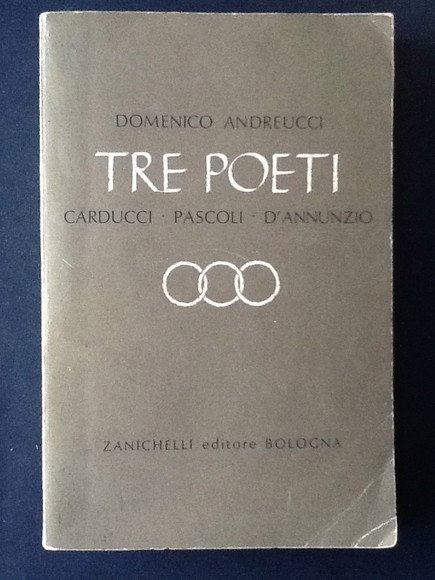 DOMENICO ANDREUCCI
TRE POETI
CARDUCCI · PASCOLI · D'ANNUNZIO
ZANICHELLI editore BOLOGNA